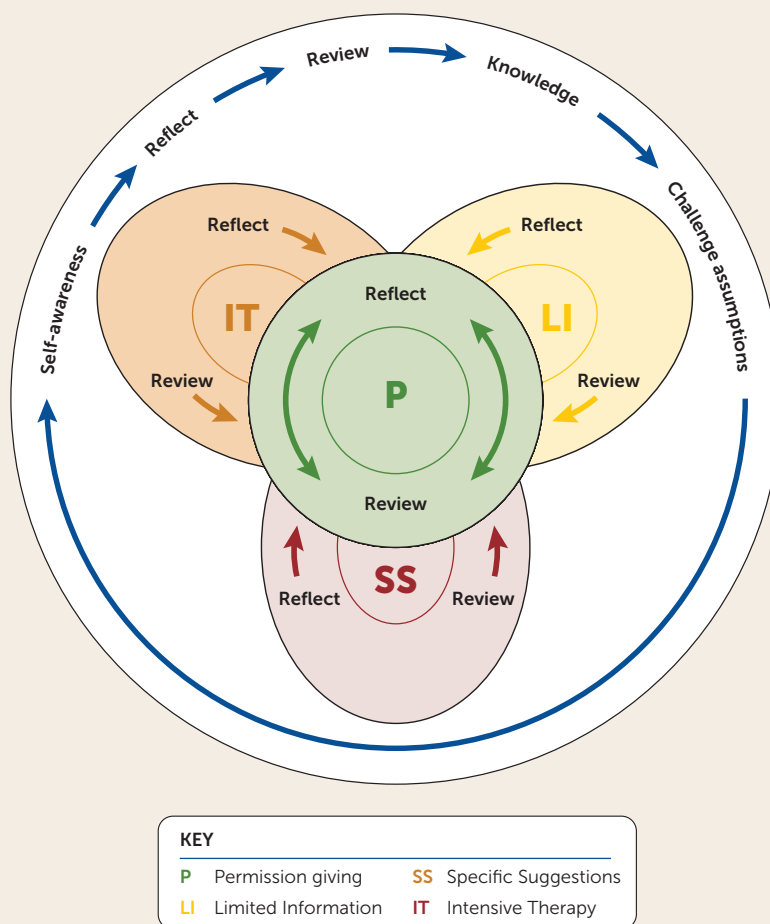 Review
Knowledge
Reflect
Challenge assumptions
Self-awareness
Reflect
Reflect
Reflect
IT
LI
Review
Review
P
Review
SS
Reflect
Review
KEY
P Permission giving
SS Specific Suggestions
LI Limited Information
IT Intensive Therapy